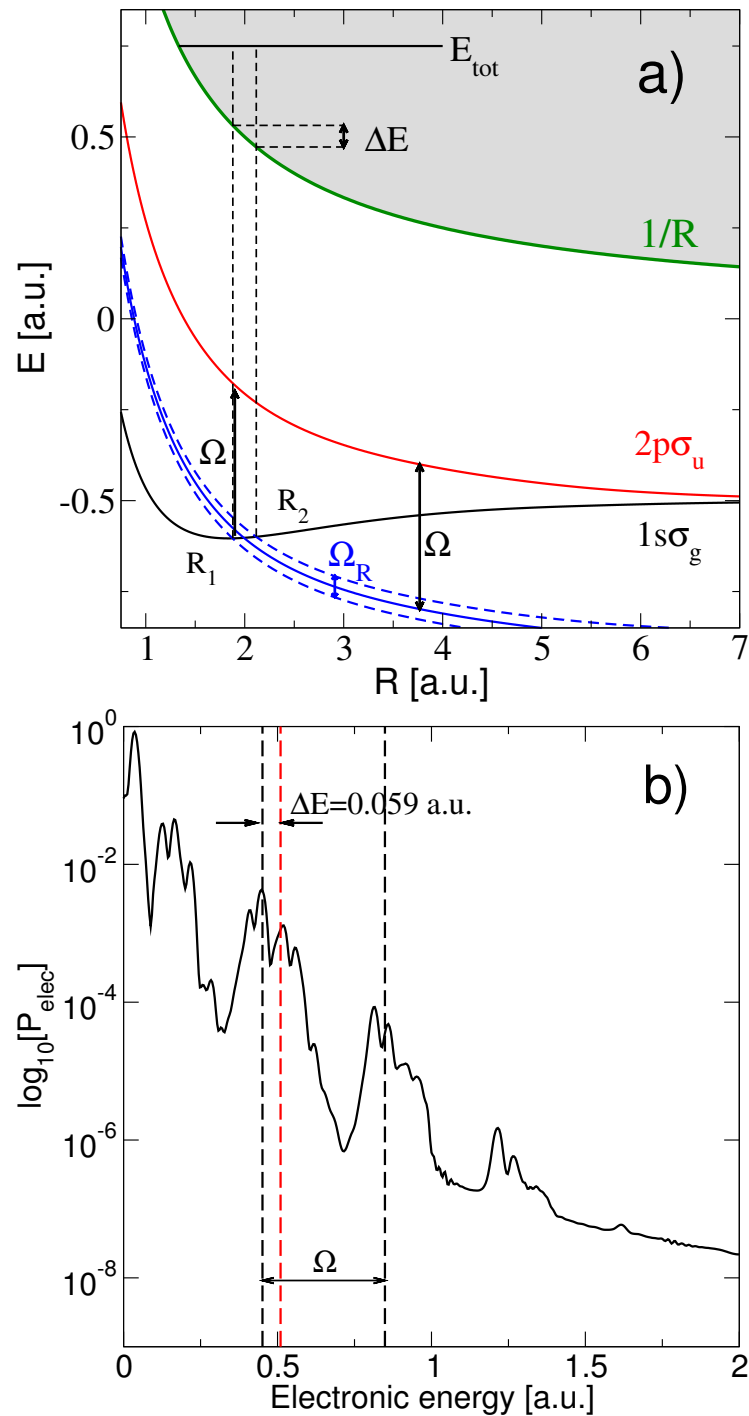 a)
E_tot
0.5
ΔE
1/R
0
E [a.u.]
2pσ_u
Ω
R_2
-0.5
Ω_R
Ω
1sσ_g
R_1
1 2 3 4 5 6 7
R [a.u.]
10^0
b)
ΔE=0.059 a.u.
10^-2
log_10[P_elec]
10^-4
10^-6
Ω
10^-8
0 0.5 1 1.5 2
Electronic energy [a.u.]